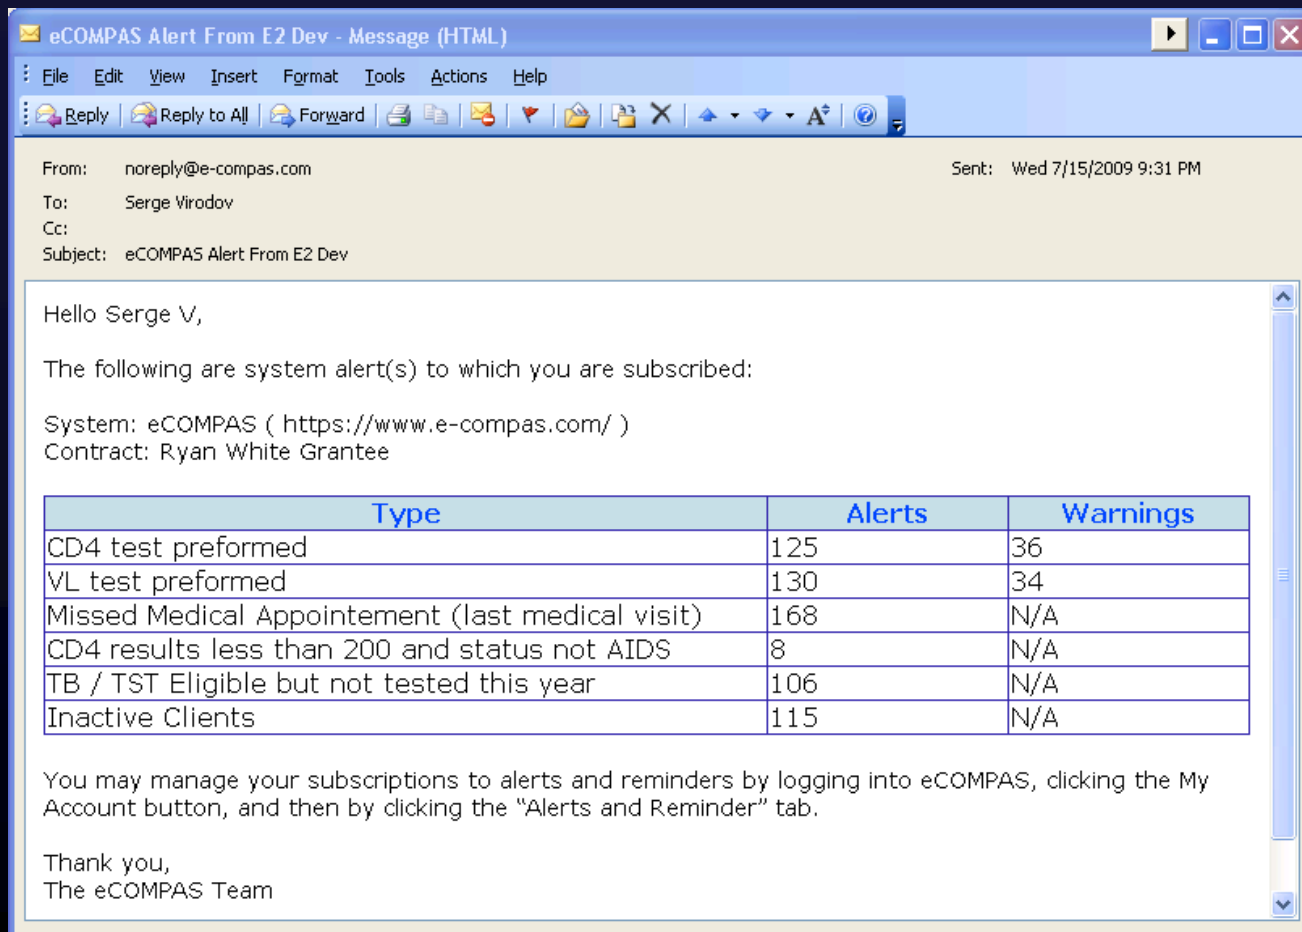 eCOMPAS Alert From E2 Dev - Message (HTML)
File Edit View Insert Format Tools Actions Help
Reply Reply to All Forward
From: noreply@e-compas.com Sent: Wed 7/15/2009 9:31 PM
To: Serge Virodov
Cc:
Subject: eCOMPAS Alert From E2 Dev
Hello Serge V,
The following are system alert(s) to which you are subscribed:
System: eCOMPAS ( https://www.e-compas.com/ )
Contract: Ryan White Grantee
Type Alerts Warnings
CD4 test preformed 125 36
VL test preformed 130 34
Missed Medical Appointement (last medical visit) 168 N/A
CD4 results less than 200 and status not AIDS 8 N/A
TB / TST Eligible but not tested this year 106 N/A
Inactive Clients 115 N/A
You may manage your subscriptions to alerts and reminders by logging into eCOMPAS, clicking the My
Account button, and then by clicking the “Alerts and Reminder” tab.
Thank you,
The eCOMPAS Team